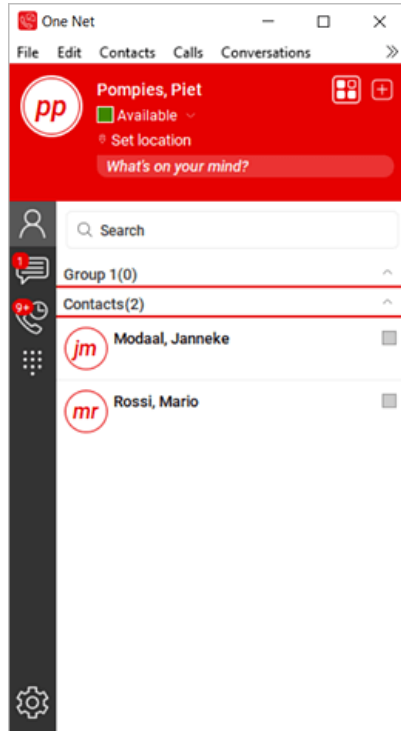 One Net
File Edit Contacts Calls Conversations
pp
Pompies, Piet
Available
Set location
What's on your mind?
Search
1
Group 1(0)
9+
Contacts(2)
jm
Modaal, Janneke
mr
Rossi, Mario